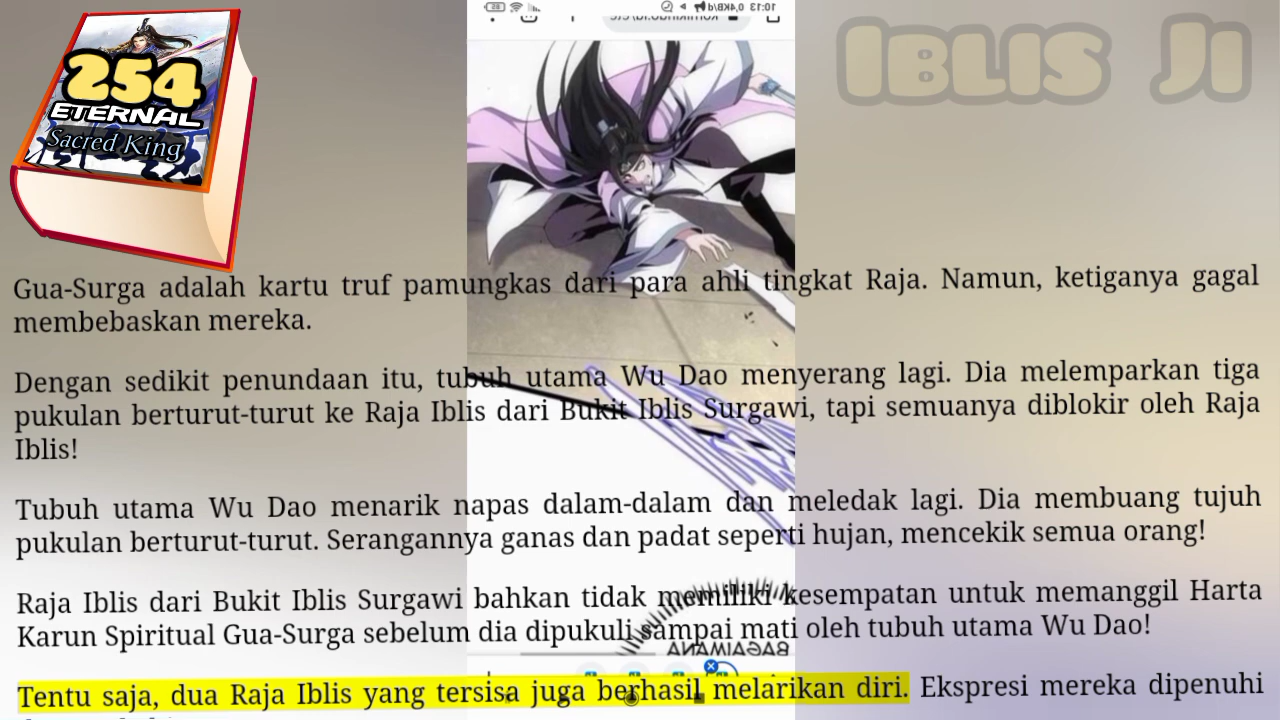 10:13 0,4KB/d
85
254
ETERNAL
Sacred King
IBLIS JI
Gua-Surga adalah kartu truf pamungkas dari para ahli tingkat Raja. Namun, ketiganya gagal
membebaskan mereka.
Dengan sedikit penundaan itu, tubuh utama Wu Dao menyerang lagi. Dia melemparkan tiga
pukulan berturut-turut ke Raja Iblis dari Bukit Iblis Surgawi, tapi semuanya diblokir oleh Raja
Iblis!
Tubuh utama Wu Dao menarik napas dalam-dalam dan meledak lagi. Dia membuang tujuh
pukulan berturut-turut. Serangannya ganas dan padat seperti hujan, mencekik semua orang!
Raja Iblis dari Bukit Iblis Surgawi bahkan tidak memiliki kesempatan untuk memanggil Harta
Karun Spiritual Gua-Surga sebelum dia dipukuli sampai mati oleh tubuh utama Wu Dao!
BAGAIMANA
Tentu saja, dua Raja Iblis yang tersisa juga berhasil melarikan diri. Ekspresi mereka dipenuhi